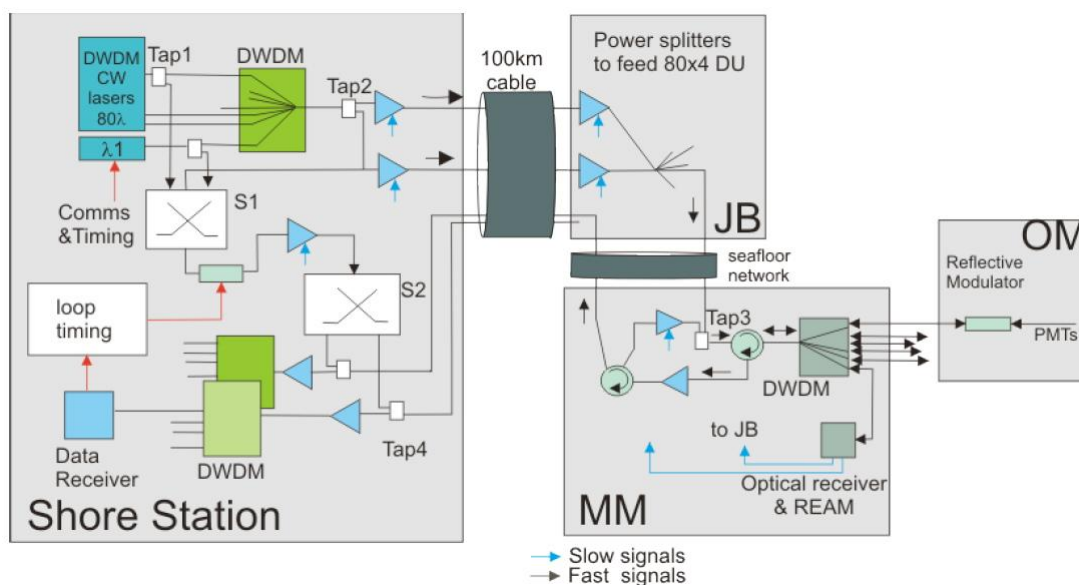 DWDM
CW
lasers
80λ
Tap1
DWDM
Tap2
λ1
Comms
&Timing
S1
S2
loop
timing
Data
Receiver
DWDM
Tap4
Shore Station
100km
cable
Power splitters
to feed 80x4 DU
JB
seafloor
network
Tap3
DWDM
to JB
Optical receiver
& REAM
MM
OM
Reflective
Modulator
PMTs
Slow signals
Fast signals